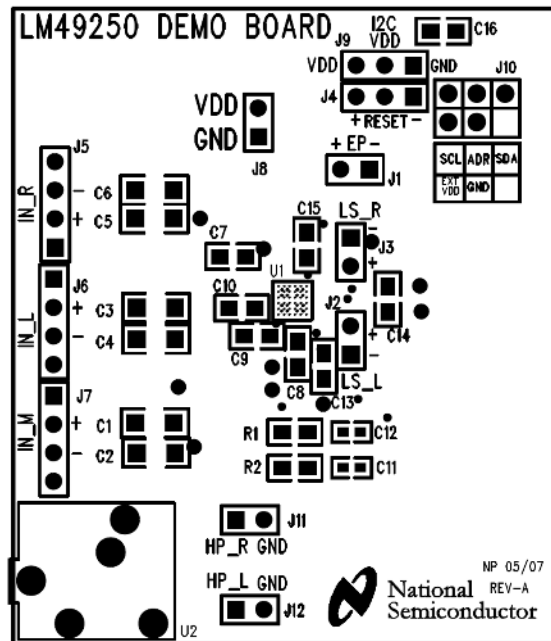 LM49250 DEMO BOARD
I2C
VDD
C16
J9
VDD
GND
J10
J4
+ RESET -
VDD
GND
J8
+ EP -
J1
SCL ADR SDA
EXT VDD GND
J5
IN_R
-
+
C6
C5
C7
C15
LS_R
-
+
J3
U1
J6
IN_L
+
-
C3
C4
C10
C9
J2
+
-
C14
C8
LS_L
C13
J7
IN_M
+
-
C1
C2
R1
C12
R2
C11
J11
HP_R GND
HP_L GND
J12
U2
NP 05/07
REV-A
National
Semiconductor